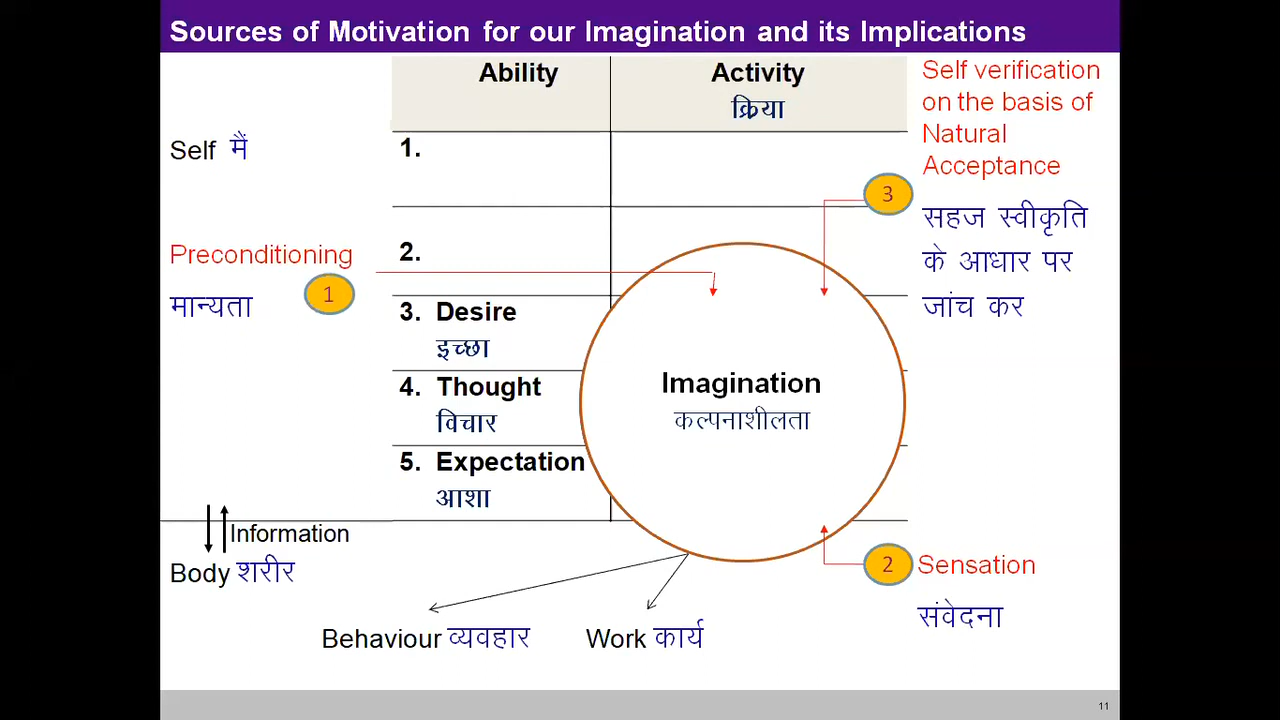 Sources of Motivation for our Imagination and its Implications
Ability
Activity
क्रिया
Self verification
on the basis of
Natural
Acceptance
सहज स्वीकृति
के आधार पर
जांच कर
3
Self मैं
1.
Preconditioning
मान्यता
1
2.
3. Desire
इच्छा
4. Thought
विचार
5. Expectation
आशा
Imagination
कल्पनाशीलता
Information
Body शरीर
2
Sensation
संवेदना
Behaviour व्यवहार
Work कार्य
11